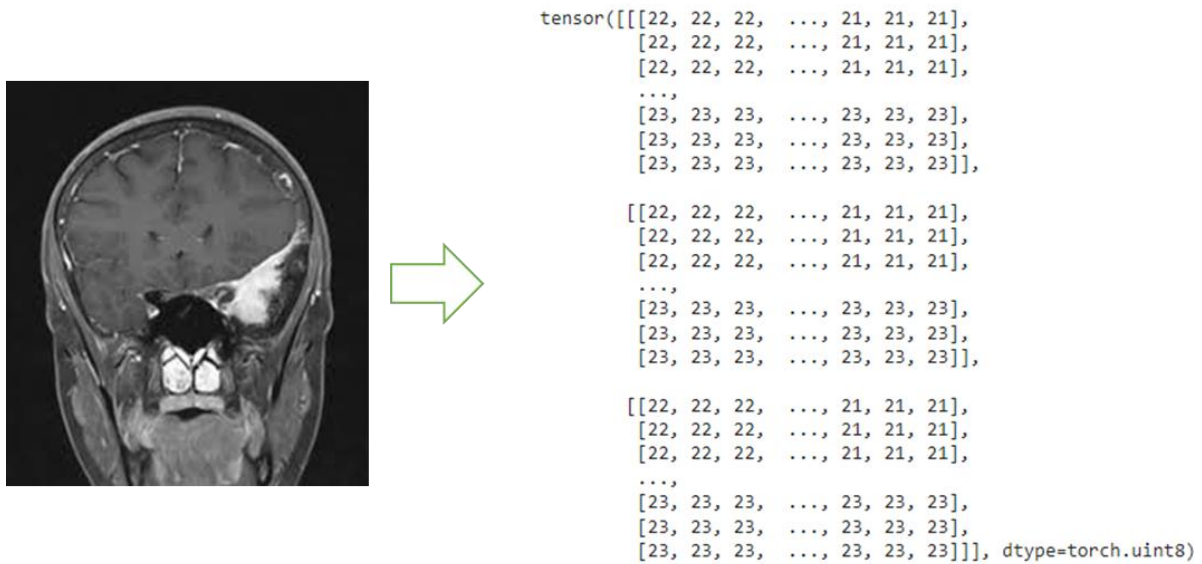 tensor([[[22, 22, 22,  ..., 21, 21, 21],
         [22, 22, 22,  ..., 21, 21, 21],
         [22, 22, 22,  ..., 21, 21, 21],
         ...,
         [23, 23, 23,  ..., 23, 23, 23],
         [23, 23, 23,  ..., 23, 23, 23],
         [23, 23, 23,  ..., 23, 23, 23]],
        [[22, 22, 22,  ..., 21, 21, 21],
         [22, 22, 22,  ..., 21, 21, 21],
         [22, 22, 22,  ..., 21, 21, 21],
         ...,
         [23, 23, 23,  ..., 23, 23, 23],
         [23, 23, 23,  ..., 23, 23, 23],
         [23, 23, 23,  ..., 23, 23, 23]],
        [[22, 22, 22,  ..., 21, 21, 21],
         [22, 22, 22,  ..., 21, 21, 21],
         [22, 22, 22,  ..., 21, 21, 21],
         ...,
         [23, 23, 23,  ..., 23, 23, 23],
         [23, 23, 23,  ..., 23, 23, 23],
         [23, 23, 23,  ..., 23, 23, 23]]], dtype=torch.uint8)